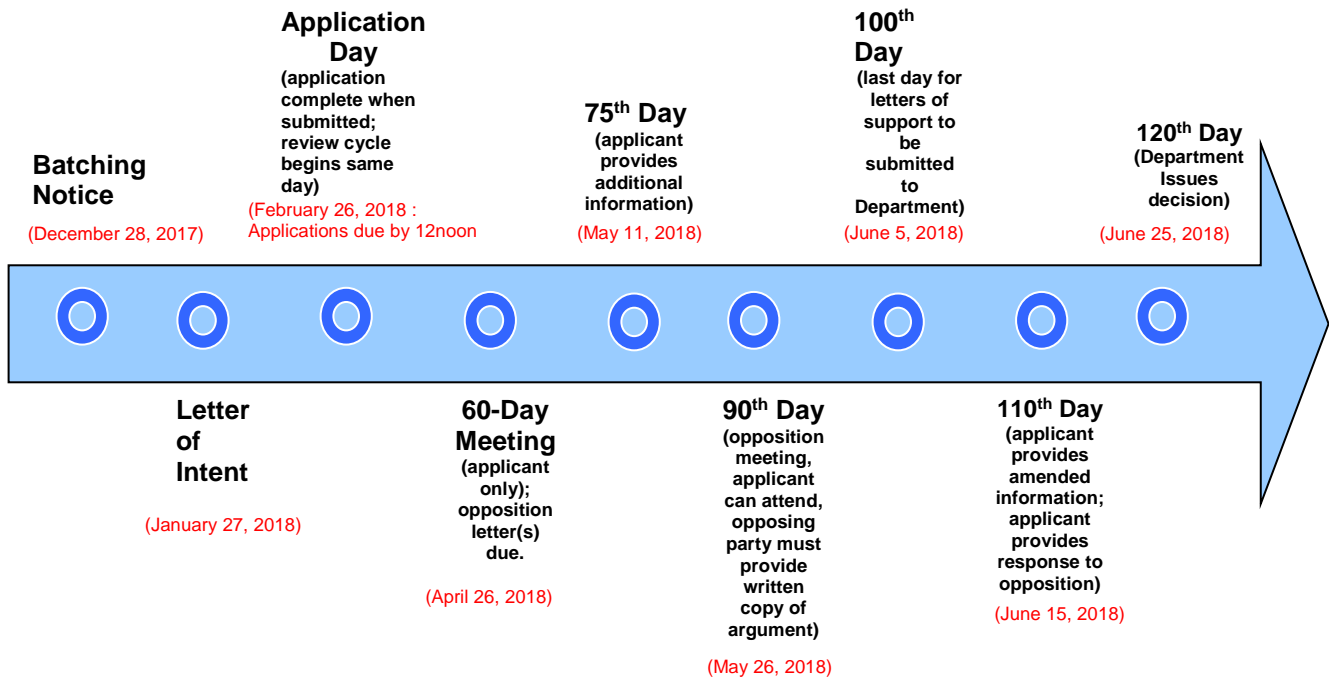 Batching
Notice
(December 28, 2017)
Letter
of
Intent
(January 27, 2018)
Application
Day
(application
complete when
submitted;
review cycle
begins same
day)
(February 26, 2018 :
Applications due by 12noon
60-Day
Meeting
(applicant
only);
opposition
letter(s)
due.
(April 26, 2018)
75th Day
(applicant
provides
additional
information)
(May 11, 2018)
90th Day
(opposition
meeting,
applicant
can attend,
opposing
party must
provide
written
copy of
argument)
(May 26, 2018)
100th
Day
(last day for
letters of
support to
be
submitted
to
Department)
(June 5, 2018)
110th Day
(applicant
provides
amended
information;
applicant
provides
response to
opposition)
(June 15, 2018)
120th Day
(Department
Issues
decision)
(June 25, 2018)